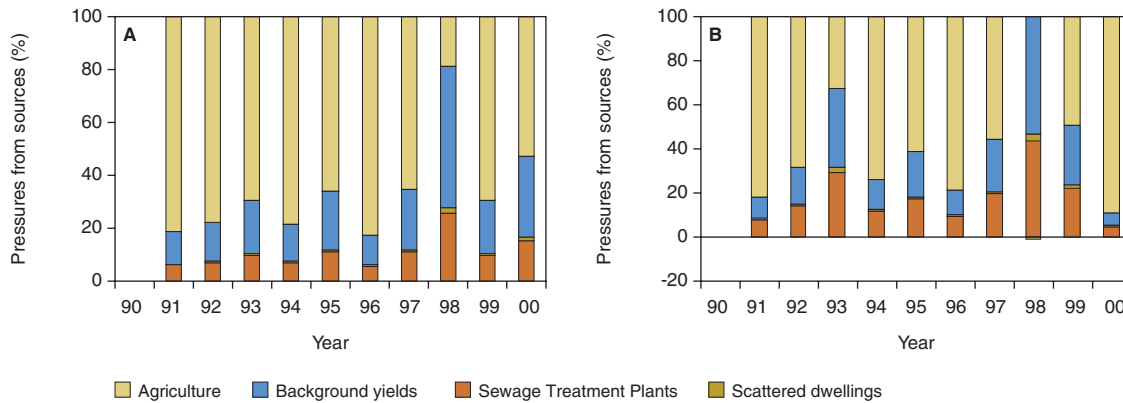 A
Pressures from sources (%)
100
80
60
40
20
0
90 91 92 93 94 95 96 97 98 99 00
Year
B
Pressures from sources (%)
100
80
60
40
20
0
-20
90 91 92 93 94 95 96 97 98 99 00
Year
Agriculture Background yields Sewage Treatment Plants Scattered dwellings